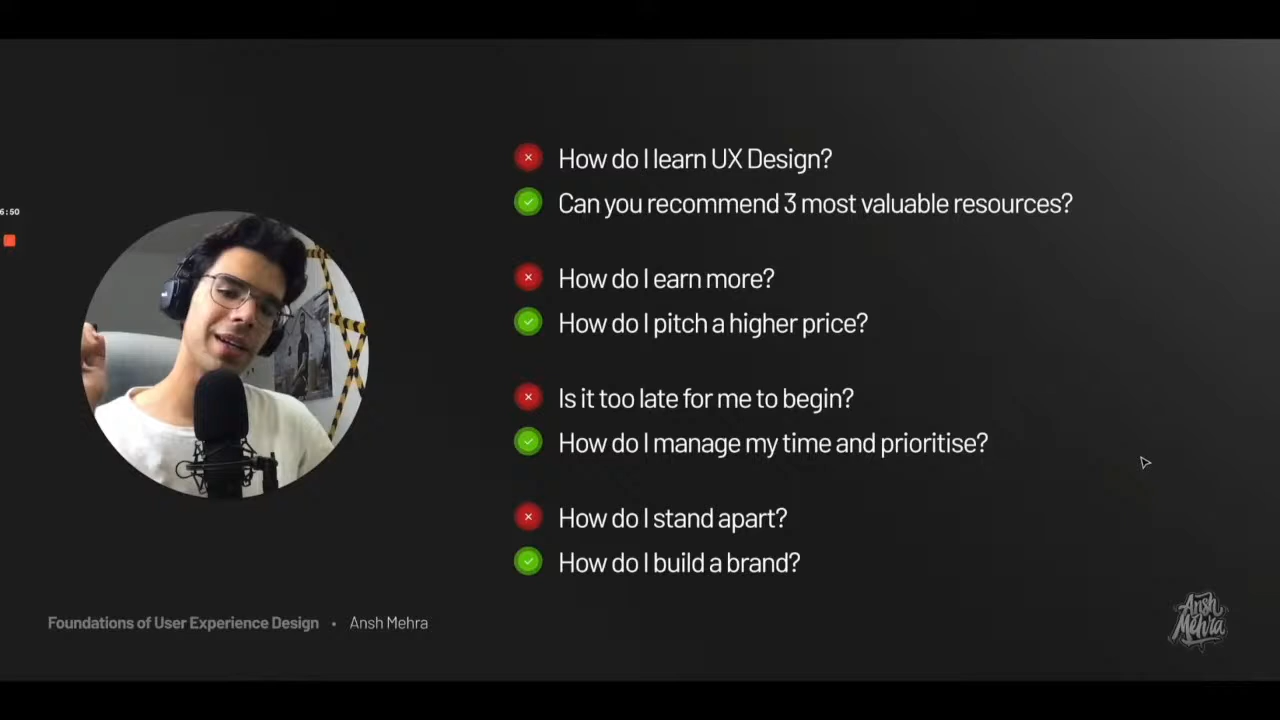 How do I learn UX Design?
Can you recommend 3 most valuable resources?
How do I earn more?
How do I pitch a higher price?
Is it too late for me to begin?
How do I manage my time and prioritise?
How do I stand apart?
How do I build a brand?
6:50
Foundations of User Experience Design • Ansh Mehra
Ansh
Mehra